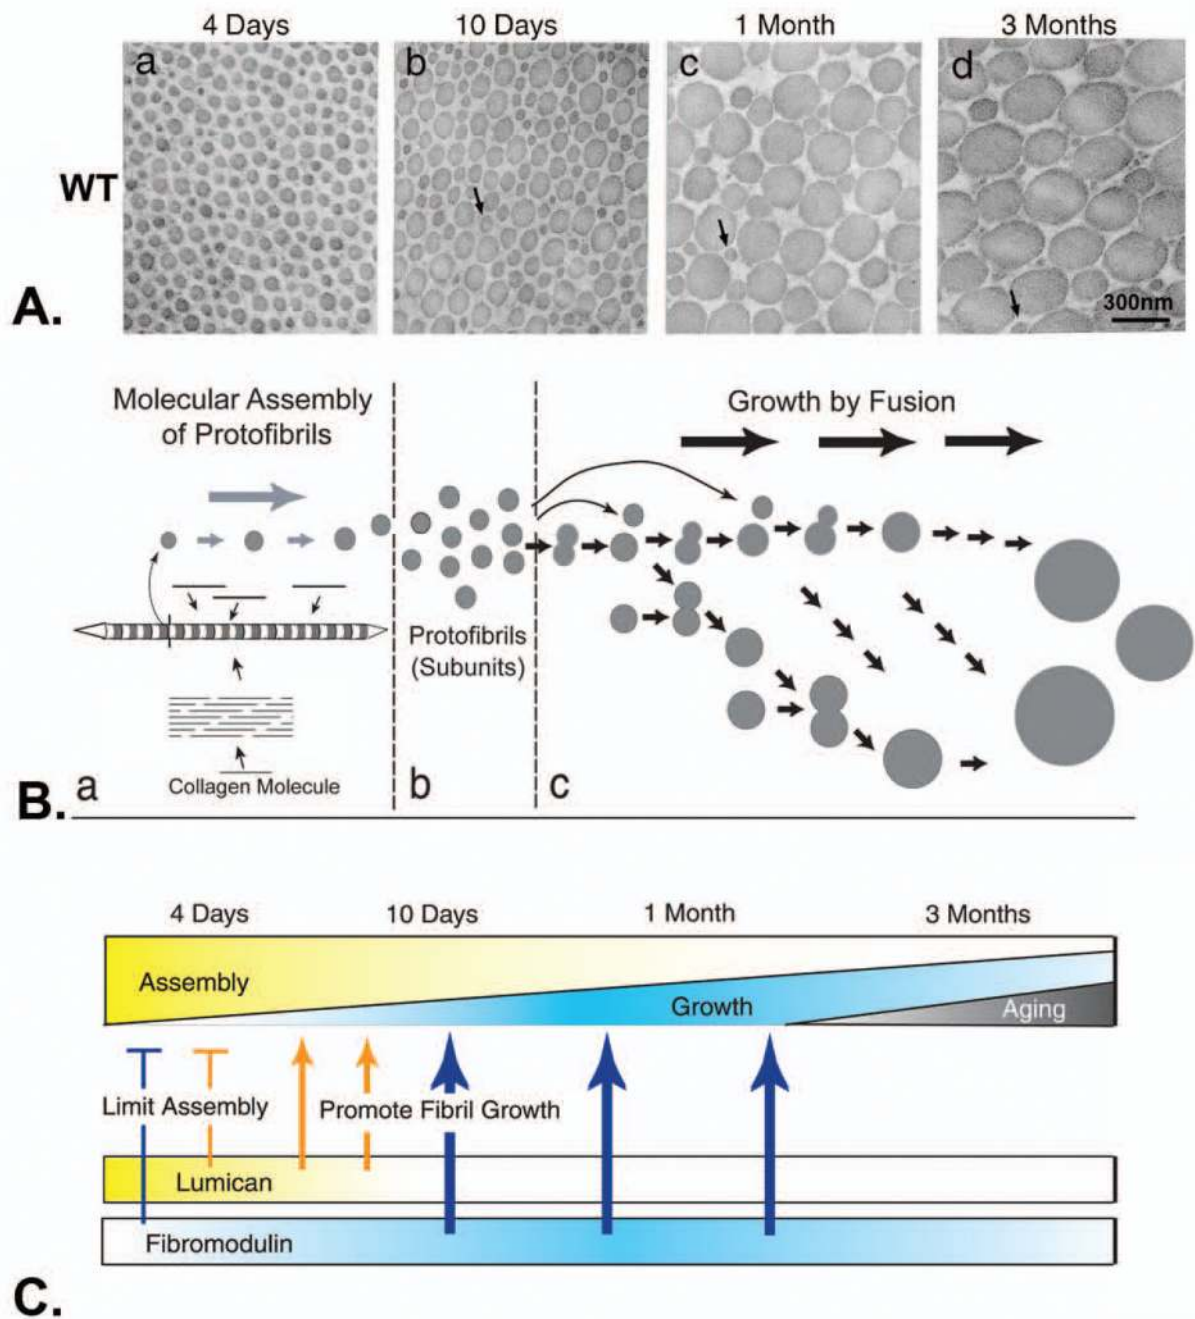 4 Days 10 Days 1 Month 3 Months
a b c d
WT
300nm
A.
Molecular Assembly
of Protofibrils
Growth by Fusion
Protofibrils
(Subunits)
Collagen Molecule
a b c
B.
4 Days 10 Days 1 Month 3 Months
Assembly
Growth
Aging
Limit Assembly Promote Fibril Growth
Lumican
Fibromodulin
C.